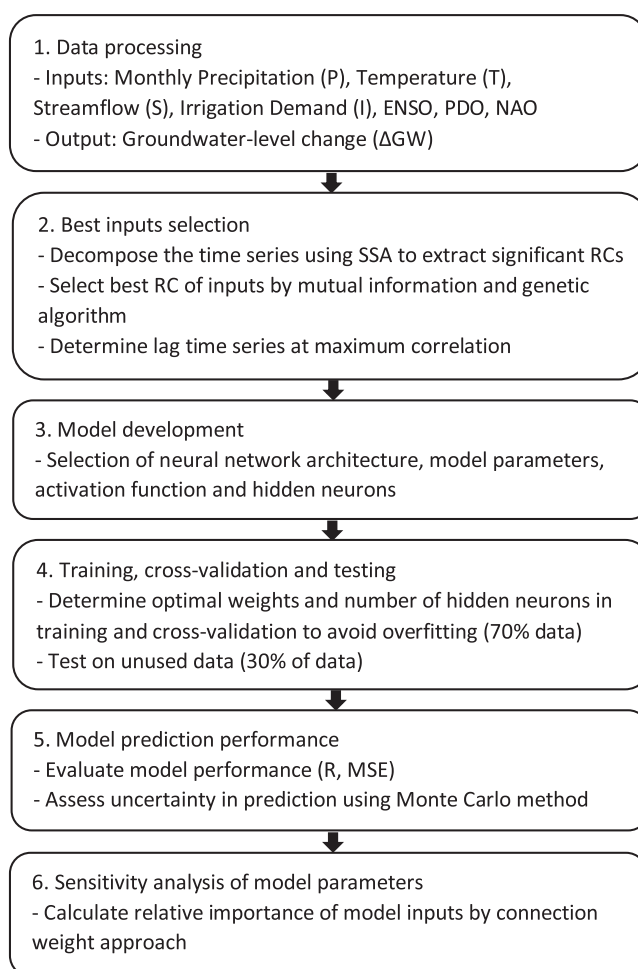 1. Data processing
- Inputs: Monthly Precipitation (P), Temperature (T),
Streamflow (S), Irrigation Demand (I), ENSO, PDO, NAO
- Output: Groundwater-level change (ΔGW)
2. Best inputs selection
- Decompose the time series using SSA to extract significant RCs
- Select best RC of inputs by mutual information and genetic
algorithm
- Determine lag time series at maximum correlation
3. Model development
- Selection of neural network architecture, model parameters,
activation function and hidden neurons
4. Training, cross-validation and testing
- Determine optimal weights and number of hidden neurons in
training and cross-validation to avoid overfitting (70% data)
- Test on unused data (30% of data)
5. Model prediction performance
- Evaluate model performance (R, MSE)
- Assess uncertainty in prediction using Monte Carlo method
6. Sensitivity analysis of model parameters
- Calculate relative importance of model inputs by connection
weight approach